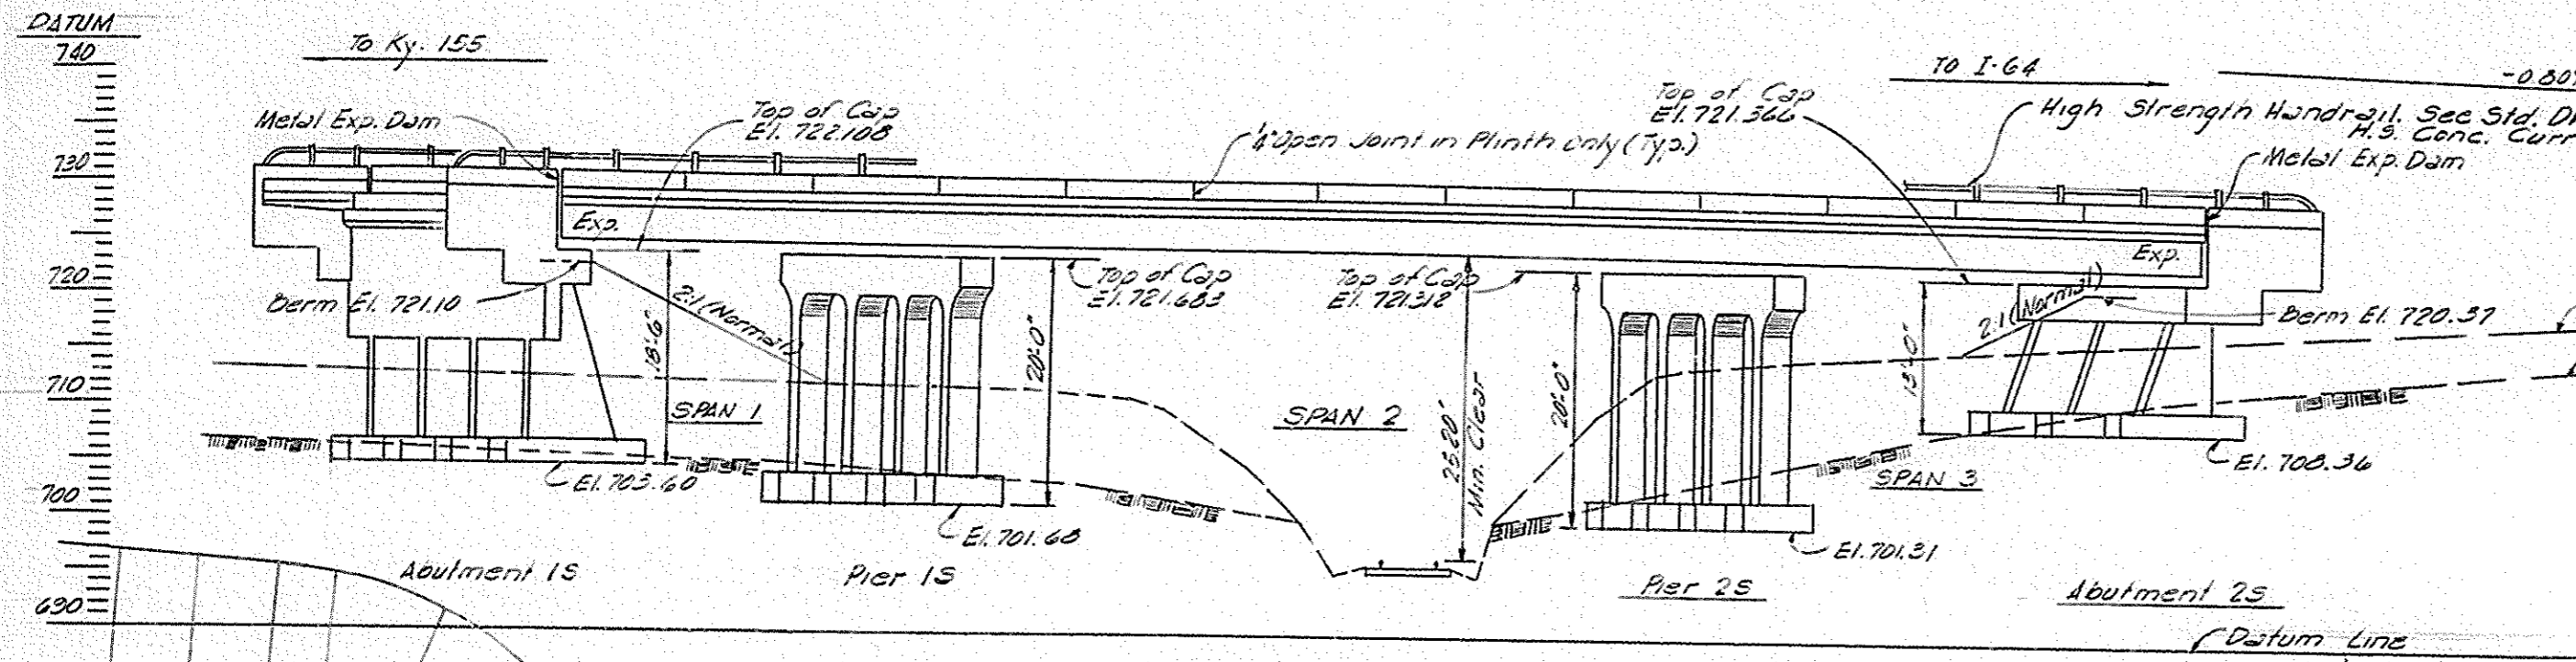 DATUM
740
730
720
710
700
690
To Ky. 155
TO I-64
-0.80%
Metal Exp. Dam
Top of Cap
El. 722.108
1/4" Open Joint in Plinth only (Typ.)
Top of Cap
El. 721.366
High Strength Handrail. See Std. Dr
H.S. Conc. Curr
Metal Exp. Dam
Exp.
Exp.
Berm El. 721.10
2:1 (Normal)
18'-6"
Top of Cap
El. 721.683
Top of Cap
El. 721.312
2:1 (Normal)
Berm El. 720.37
20'-0"
25.20'
Min. Clear
20'-0"
13'-0"
SPAN 1
SPAN 2
SPAN 3
El. 703.60
El. 701.68
El. 701.31
El. 708.36
Abutment 1S
Pier 1S
Pier 2S
Abutment 2S
Datum Line